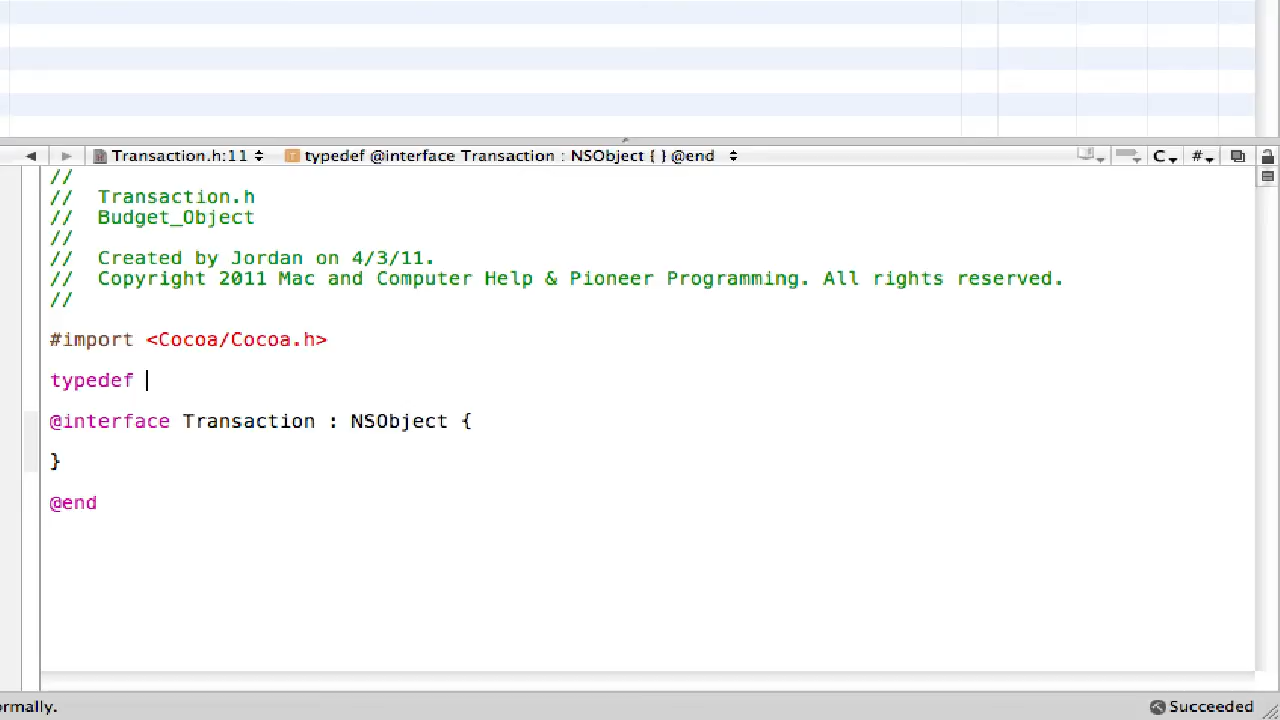 Transaction.h:11 typedef @interface Transaction : NSObject { } @end C #
//
// Transaction.h
// Budget_Object
//
// Created by Jordan on 4/3/11.
// Copyright 2011 Mac and Computer Help & Pioneer Programming. All rights reserved.
//
#import <Cocoa/Cocoa.h>
typedef
@interface Transaction : NSObject {
}
@end
ormally. Succeeded